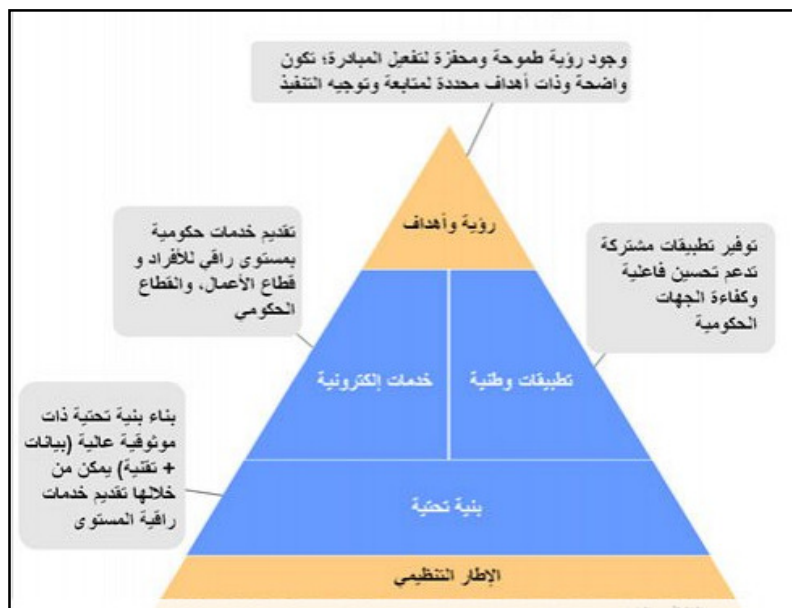 وجود رؤية طموحة ومحفزة لتفعيل المبادرة؛ تكون
واضحة وذات أهداف محددة لمتابعة وتوجيه التنفيذ
رؤية وأهداف
توفير تطبيقات مشتركة
تدعم تحسين فاعلية
وكفاءة الجهات
الحكومية
تقديم خدمات حكومية
بمستوى راقي للأفراد و
قطاع الأعمال، والقطاع
الحكومي
تطبيقات وطنية
خدمات إلكترونية
بناء بنية تحتية ذات
موثوقية عالية (بيانات
+ تقنية) يمكن من
خلالها تقديم خدمات
راقية المستوى
بنية تحتية
الإطار التنظيمي